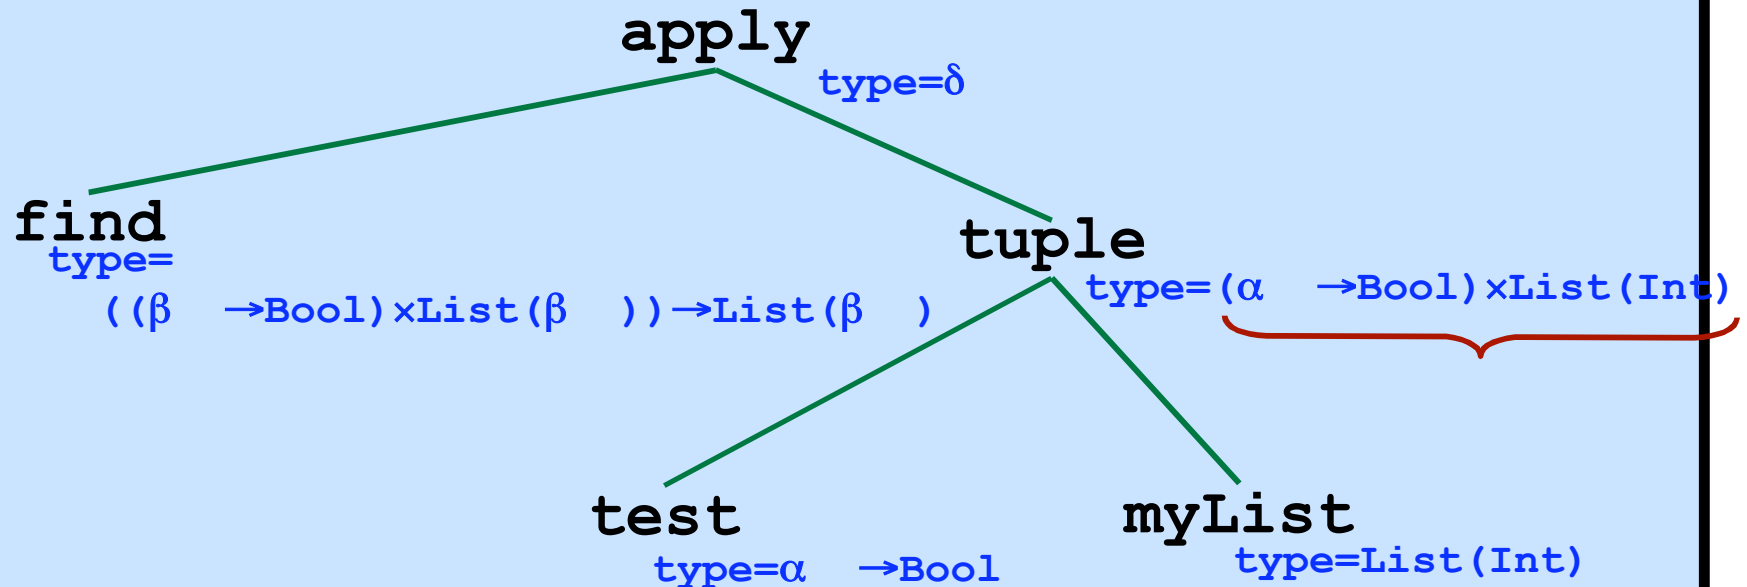 apply
type=δ
find
type=
((β →Bool)×List(β ))→List(β )
tuple
type=(α →Bool)×List(Int)
test
type=α →Bool
myList
type=List(Int)